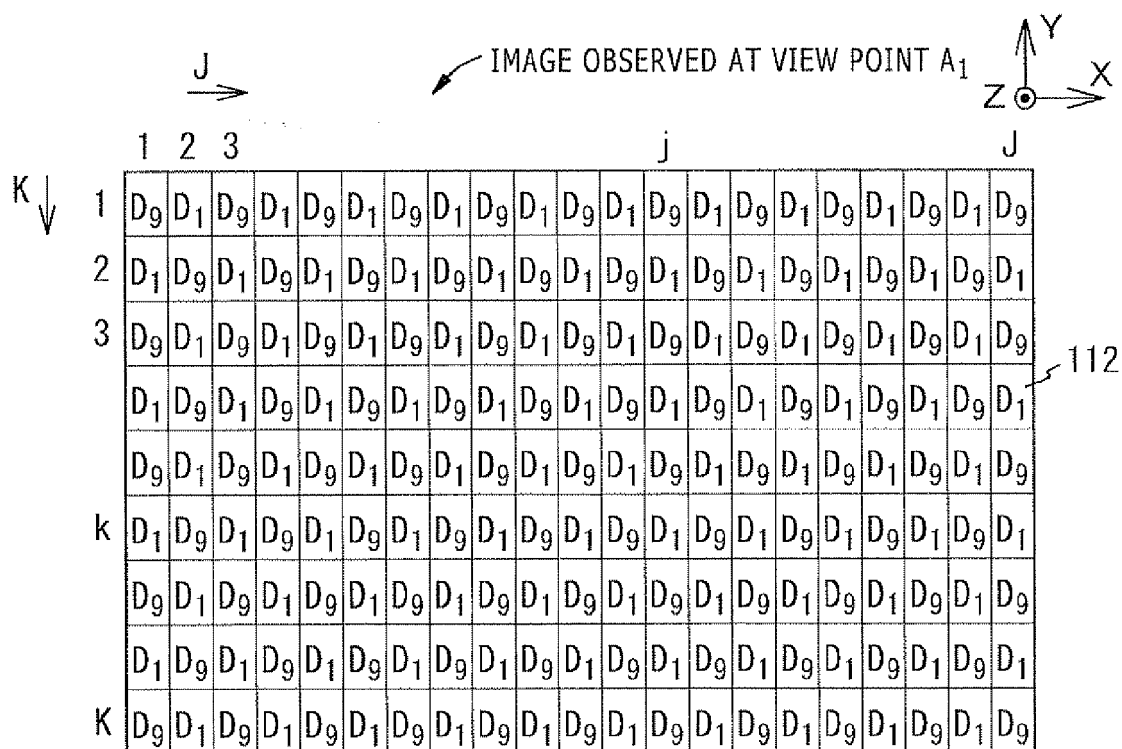 IMAGE OBSERVED AT VIEW POINT A₁
Y
J
X
Z
1 2 3 j J
K
1 D₉ D₁ D₉ D₁ D₉ D₁ D₉ D₁ D₉ D₁ D₉ D₁ D₉ D₁ D₉ D₁ D₉ D₁ D₉ D₁ D₉
2 D₁ D₉ D₁ D₉ D₁ D₉ D₁ D₉ D₁ D₉ D₁ D₉ D₁ D₉ D₁ D₉ D₁ D₉ D₁ D₉ D₁
3 D₉ D₁ D₉ D₁ D₉ D₁ D₉ D₁ D₉ D₁ D₉ D₁ D₉ D₁ D₉ D₁ D₉ D₁ D₉ D₁ D₉
112
D₁ D₉ D₁ D₉ D₁ D₉ D₁ D₉ D₁ D₉ D₁ D₉ D₁ D₉ D₁ D₉ D₁ D₉ D₁ D₉ D₁
D₉ D₁ D₉ D₁ D₉ D₁ D₉ D₁ D₉ D₁ D₉ D₁ D₉ D₁ D₉ D₁ D₉ D₁ D₉ D₁ D₉
k D₁ D₉ D₁ D₉ D₁ D₉ D₁ D₉ D₁ D₉ D₁ D₉ D₁ D₉ D₁ D₉ D₁ D₉ D₁ D₉ D₁
D₉ D₁ D₉ D₁ D₉ D₁ D₉ D₁ D₉ D₁ D₉ D₁ D₉ D₁ D₉ D₁ D₉ D₁ D₉ D₁ D₉
D₁ D₉ D₁ D₉ D₁ D₉ D₁ D₉ D₁ D₉ D₁ D₉ D₁ D₉ D₁ D₉ D₁ D₉ D₁ D₉ D₁
K D₉ D₁ D₉ D₁ D₉ D₁ D₉ D₁ D₉ D₁ D₉ D₁ D₉ D₁ D₉ D₁ D₉ D₁ D₉ D₁ D₉